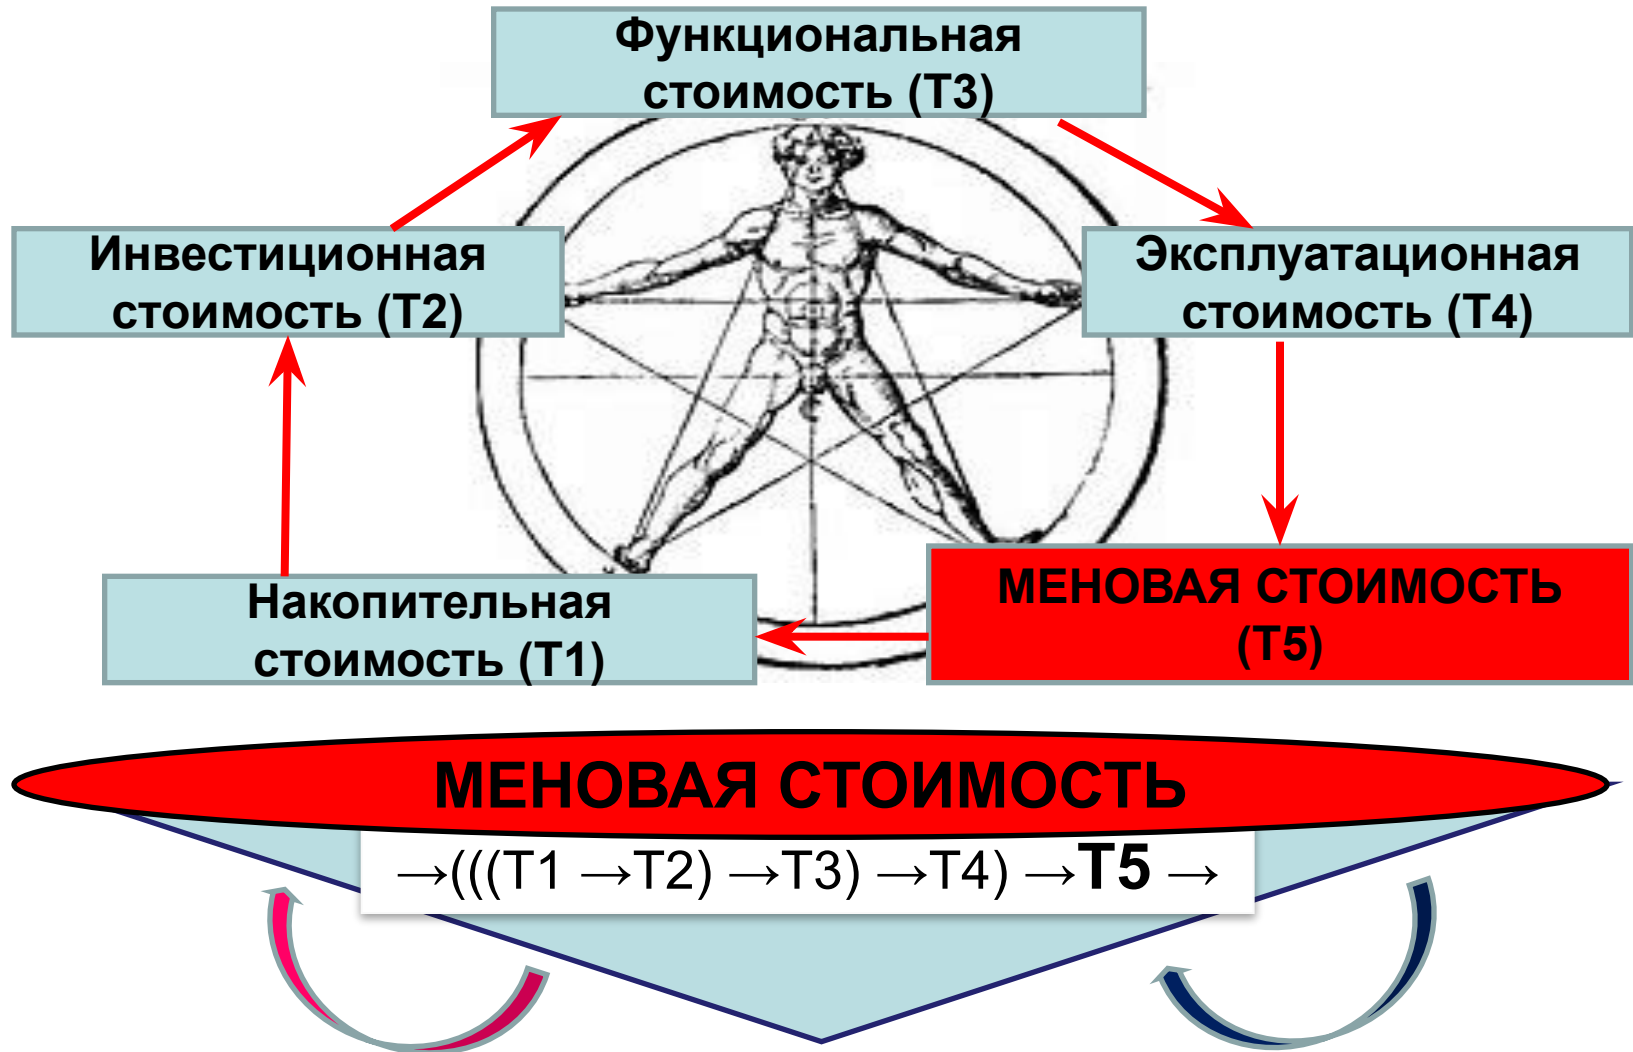 Функциональная
стоимость (Т3)
Инвестиционная
стоимость (Т2)
Эксплуатационная
стоимость (Т4)
Накопительная
стоимость (Т1)
МЕНОВАЯ СТОИМОСТЬ
(Т5)
МЕНОВАЯ СТОИМОСТЬ
→(((Т1 →Т2) →Т3) →Т4) →Т5 →